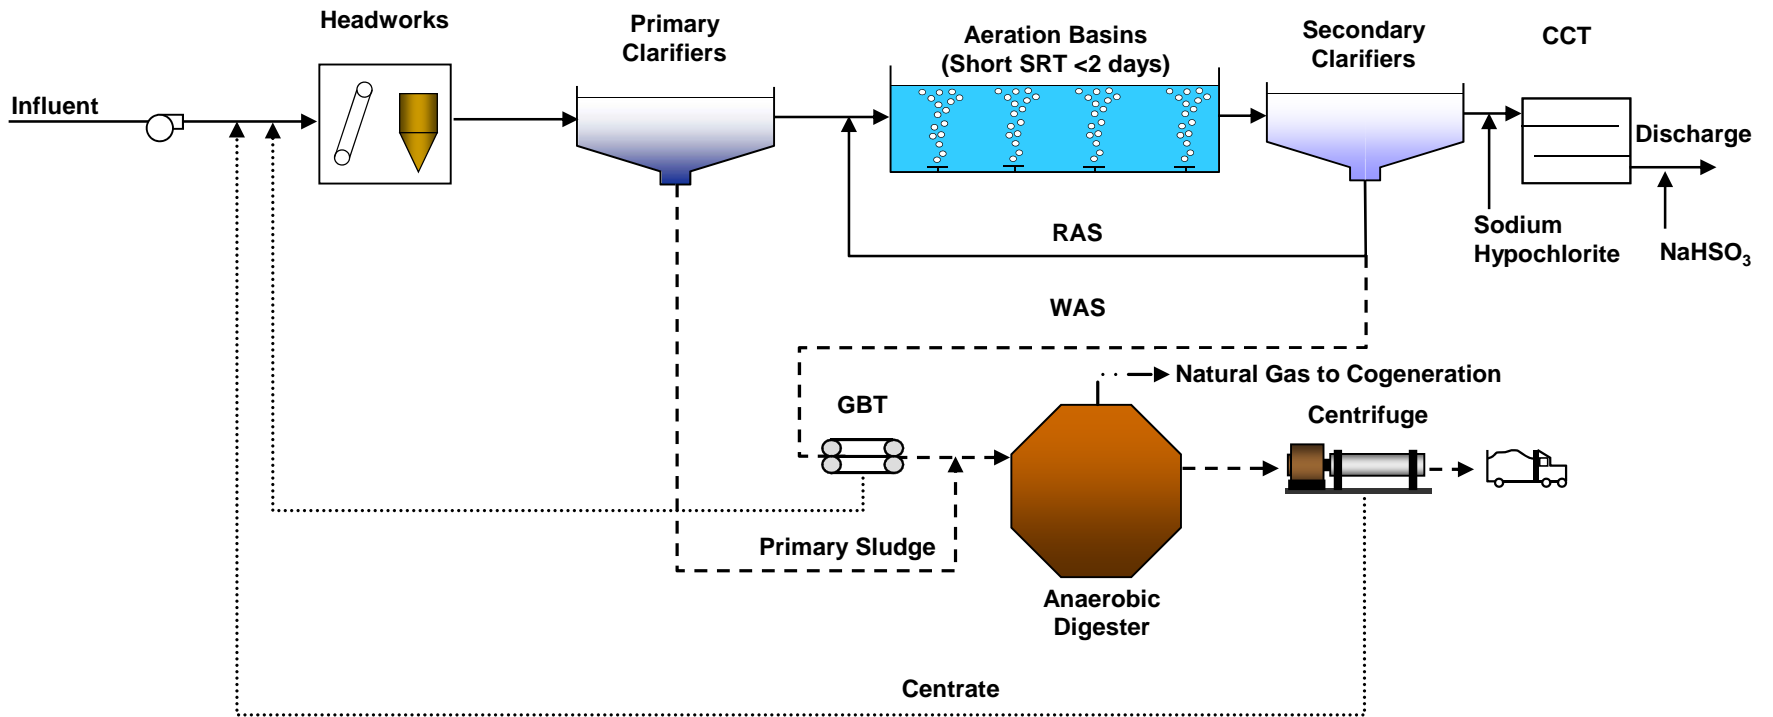 Headworks
Primary
Clarifiers
Aeration Basins
(Short SRT <2 days)
Secondary
Clarifiers
CCT
Influent
Discharge
RAS
Sodium
Hypochlorite
NaHSO₃
WAS
Natural Gas to Cogeneration
GBT
Centrifuge
Primary Sludge
Anaerobic
Digester
Centrate